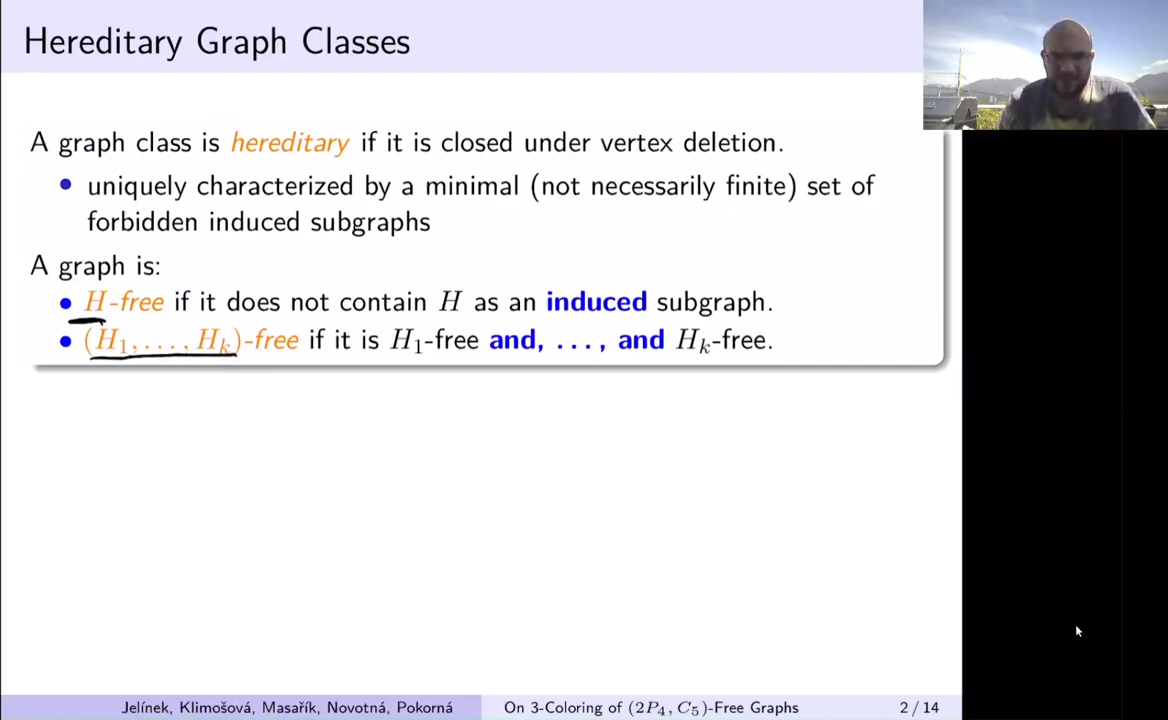 Hereditary Graph Classes
A graph class is hereditary if it is closed under vertex deletion.
• uniquely characterized by a minimal (not necessarily finite) set of
forbidden induced subgraphs
A graph is:
• H-free if it does not contain H as an induced subgraph.
• (H₁, . . . , Hₖ)-free if it is H₁-free and, . . . , and Hₖ-free.
Jelínek, Klimošová, Masařík, Novotná, Pokorná
On 3-Coloring of (2P₄, C₅)-Free Graphs
2 / 14